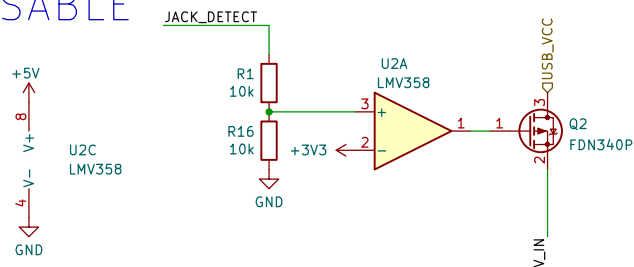 SABLE
JACK_DETECT
+5V
8
V+
V-
4
GND
U2C
LMV358
R1
10k
R16
10k
GND
+3V3
U2A
LMV358
3
+
2
-
1
1
3
2
USB_VCC
Q2
FDN340P
V_IN